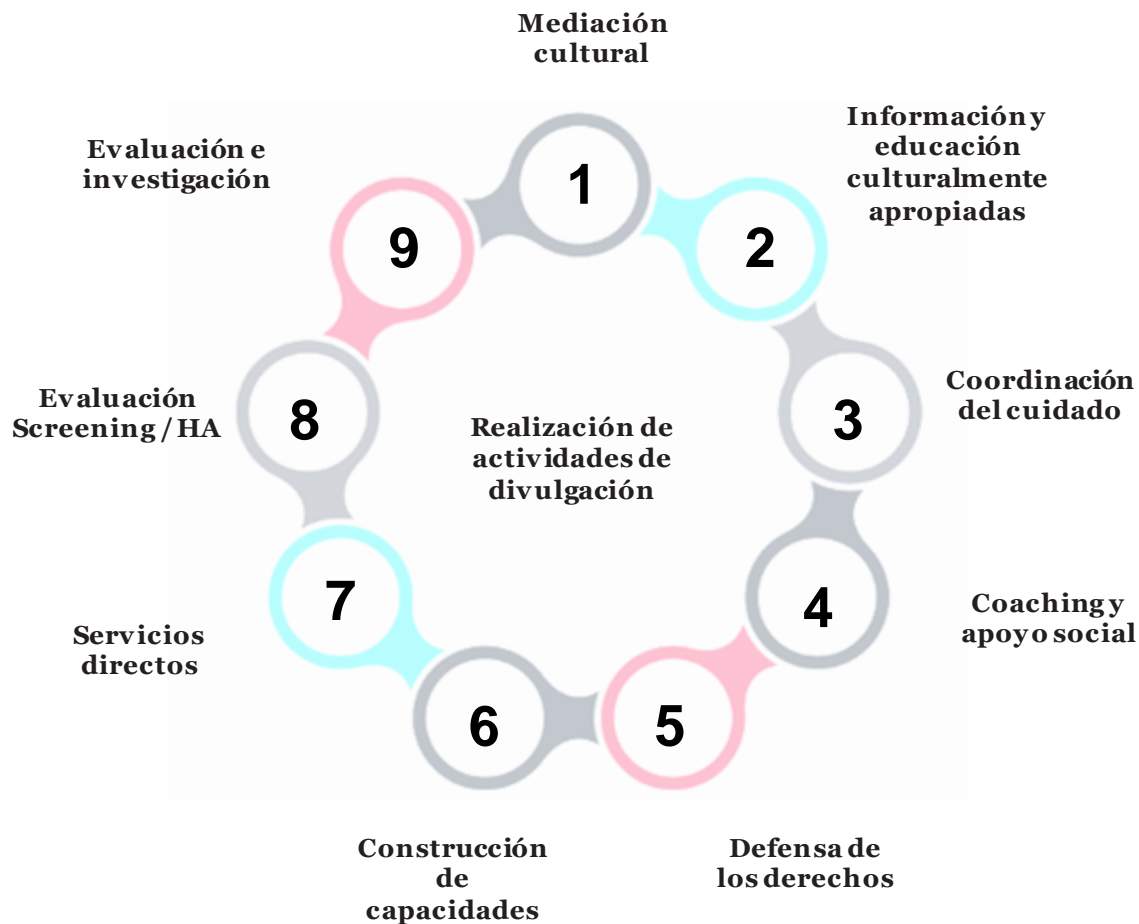 Mediación
cultural
1
Información y
educación
culturalmente
apropiadas
2
Coordinación
del cuidado
3
Coaching y
apoyo social
4
Defensa de
los derechos
5
Construcción
de
capacidades
6
Servicios
directos
7
Evaluación
Screening / HA
8
Evaluación e
investigación
9
Realización de
actividades de
divulgación